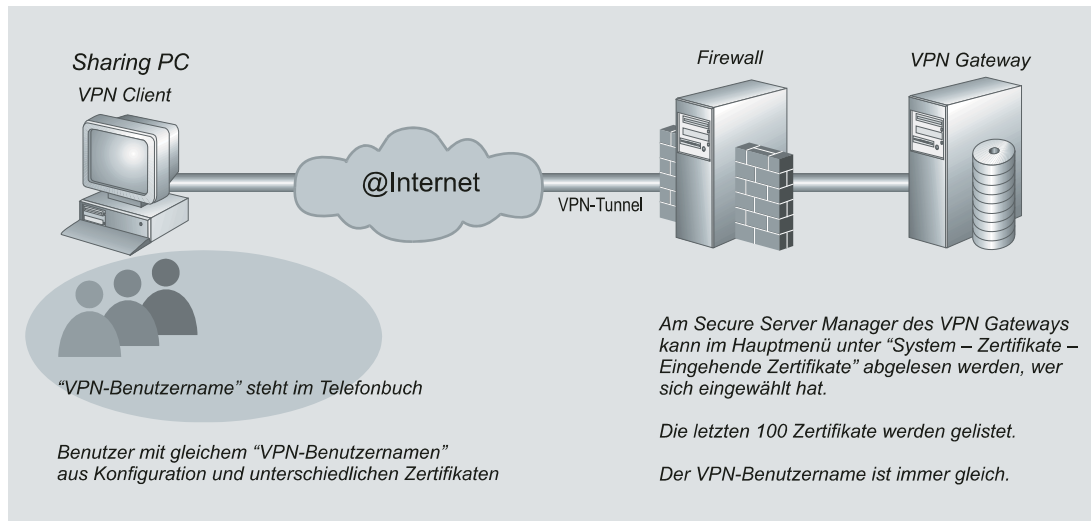 Sharing PC
VPN Client
@Internet
VPN-Tunnel
Firewall
VPN Gateway
“VPN-Benutzername” steht im Telefonbuch
Benutzer mit gleichem “VPN-Benutzernamen”
aus Konfiguration und unterschiedlichen Zertifikaten
Am Secure Server Manager des VPN Gateways
kann im Hauptmenü unter “System – Zertifikate –
Eingehende Zertifikate” abgelesen werden, wer
sich eingewählt hat.
Die letzten 100 Zertifikate werden gelistet.
Der VPN-Benutzername ist immer gleich.